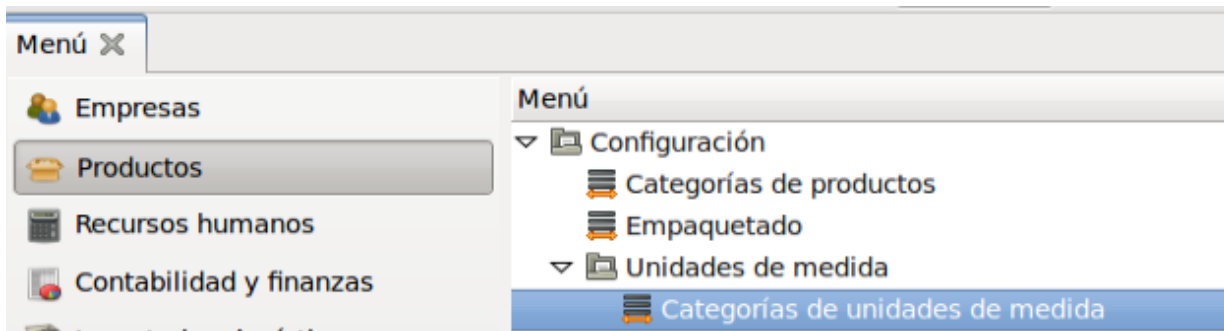 Menú
Empresas
Productos
Recursos humanos
Contabilidad y finanzas
Menú
Configuración
Categorías de productos
Empaquetado
Unidades de medida
Categorías de unidades de medida